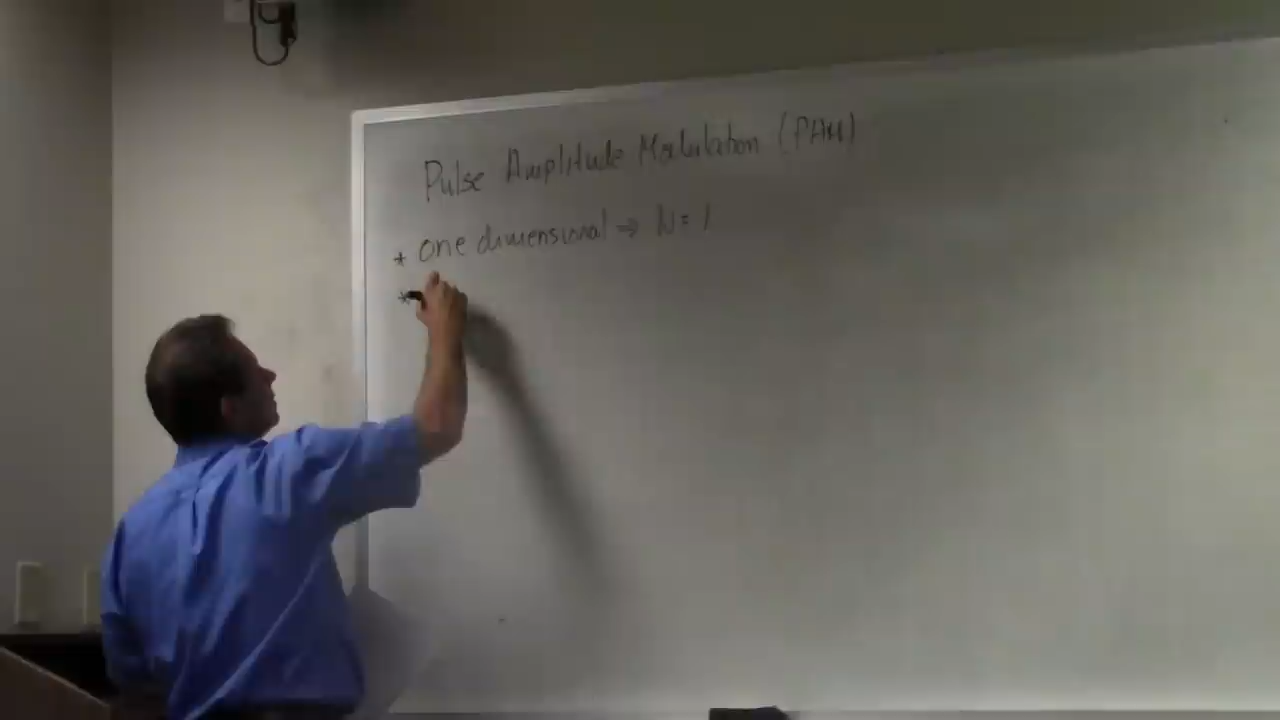 Pulse Amplitude Modulation (PAM)
* one dimensional ⇒ N = 1
*